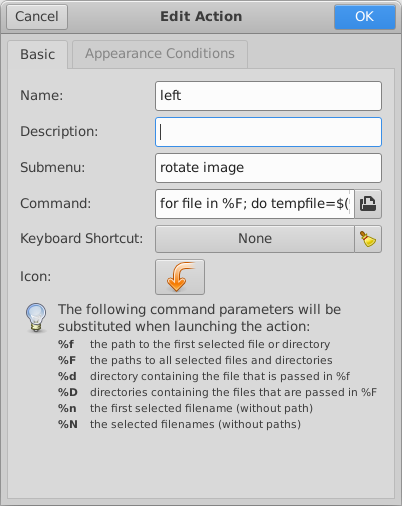 Cancel Edit Action OK
Basic Appearance Conditions
Name: left
Description:
Submenu: rotate image
Command: for file in %F; do tempfile=$(
Keyboard Shortcut: None
Icon:
The following command parameters will be
substituted when launching the action:
%f the path to the first selected file or directory
%F the paths to all selected files and directories
%d directory containing the file that is passed in %f
%D directories containing the files that are passed in %F
%n the first selected filename (without path)
%N the selected filenames (without paths)